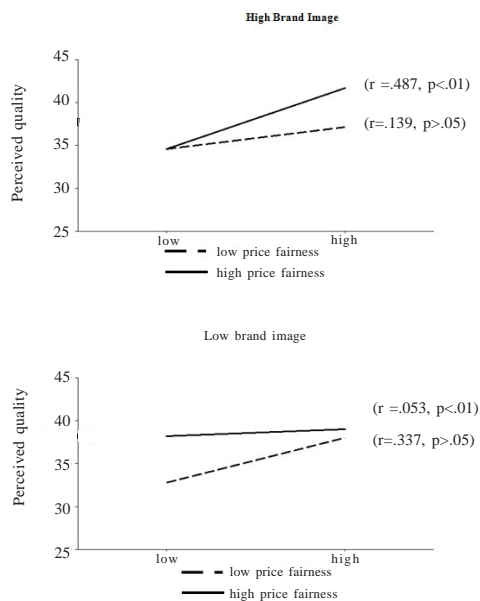 High Brand Image
45
40
35
30
25
Perceived quality
(r =.487, p<.01)
(r=.139, p>.05)
low high
low price fairness
high price fairness
Low brand image
45
40
35
30
25
Perceived quality
(r =.053, p<.01)
(r=.337, p>.05)
low high
low price fairness
high price fairness